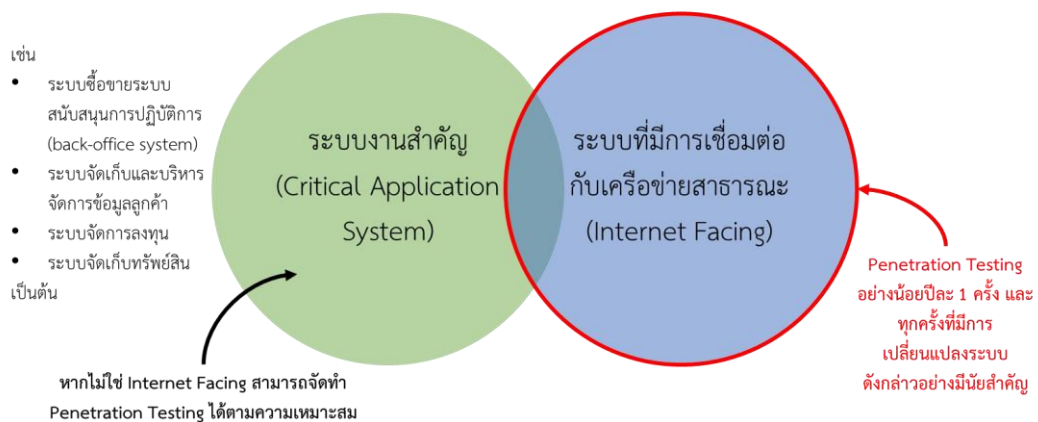 เช่น
• ระบบซื้อขายระบบ
สนับสนุนการปฏิบัติการ
(back-office system)
• ระบบจัดเก็บและบริหาร
จัดการข้อมูลลูกค้า
• ระบบจัดการลงทุน
• ระบบจัดเก็บทรัพย์สิน
เป็นต้น
ระบบงานสำคัญ
(Critical Application
System)
ระบบที่มีการเชื่อมต่อ
กับเครือข่ายสาธารณะ
(Internet Facing)
Penetration Testing
อย่างน้อยปีละ 1 ครั้ง และ
ทุกครั้งที่มีการ
เปลี่ยนแปลงระบบ
ดังกล่าวอย่างมีนัยสำคัญ
หากไม่ใช่ Internet Facing สามารถจัดทำ
Penetration Testing ได้ตามความเหมาะสม